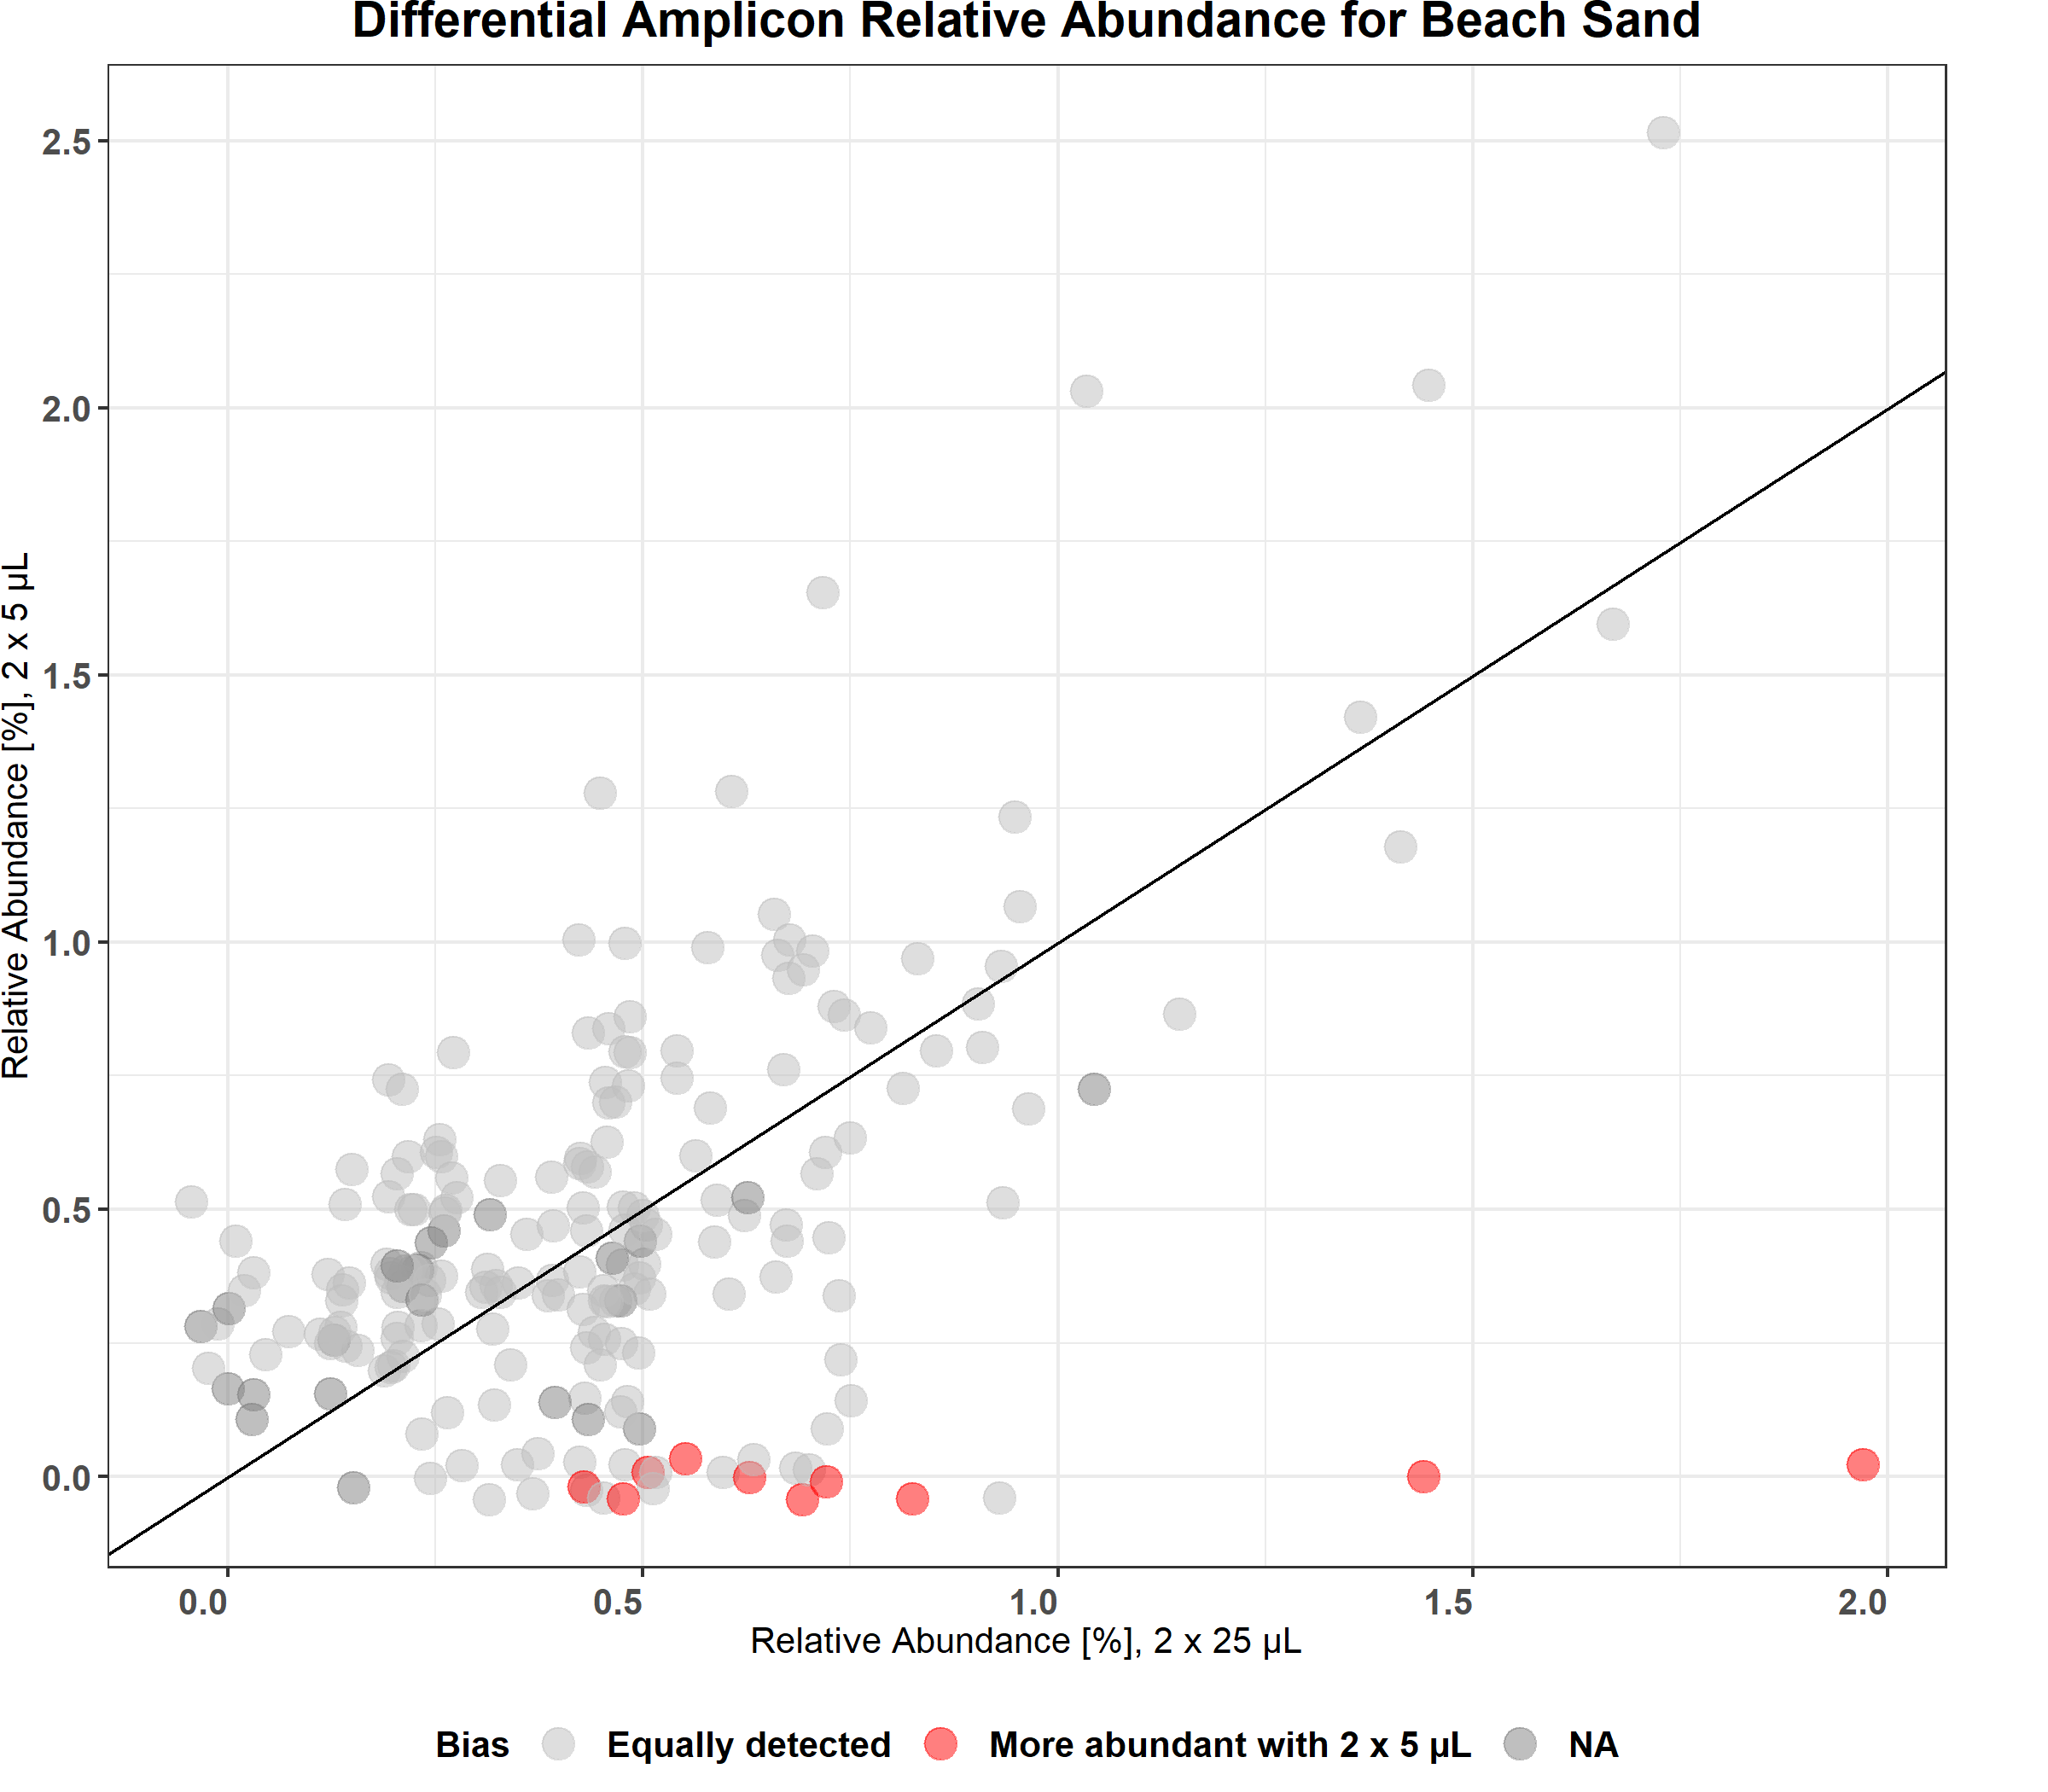 Differential Amplicon Relative Abundance for Beach Sand
Relative Abundance [%], 2 x 5 µL
2.5
2.0
1.5
1.0
0.5
0.0
0.0 0.5 1.0 1.5 2.0
Relative Abundance [%], 2 x 25 µL
Bias Equally detected More abundant with 2 x 5 µL NA